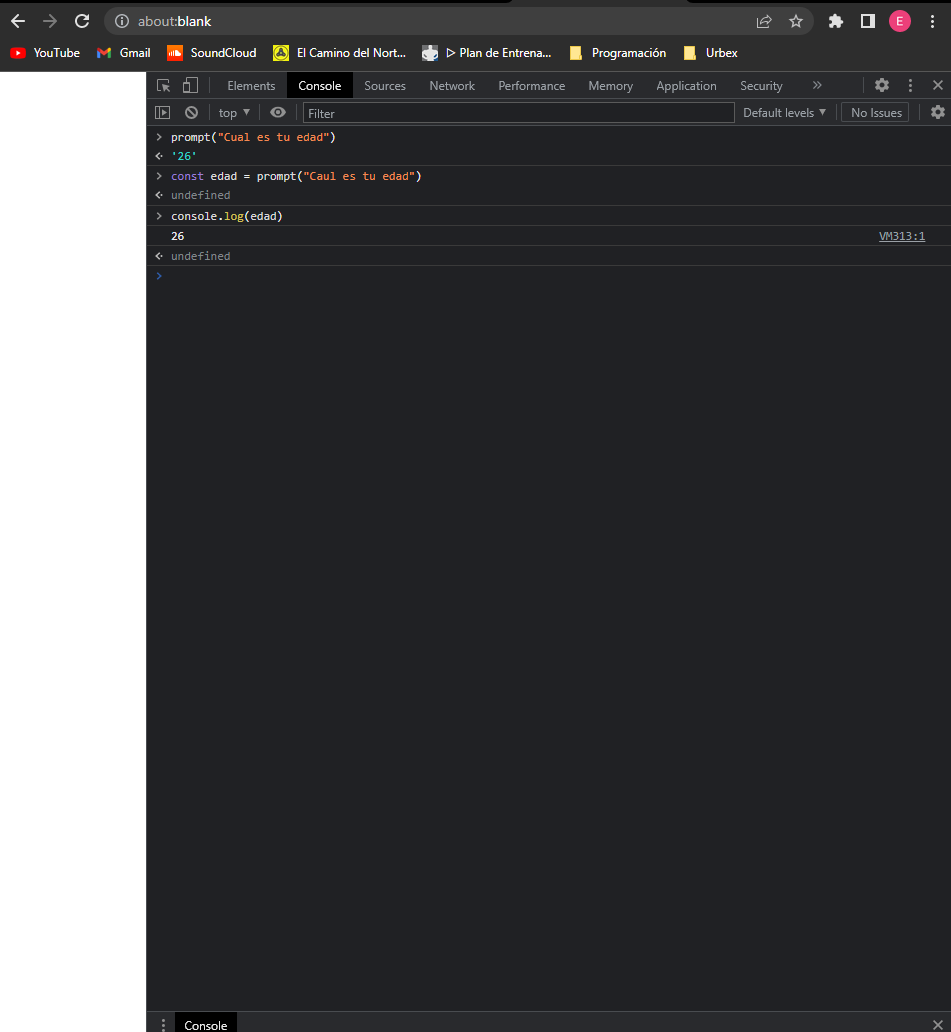 about:blank
E
YouTube Gmail SoundCloud El Camino del Nort... ᐅ Plan de Entrena... Programación Urbex
Elements Console Sources Network Performance Memory Application Security »
top ▼ Filter Default levels ▼ No Issues
> prompt("Cual es tu edad")
<· '26'
> const edad = prompt("Caul es tu edad")
<· undefined
> console.log(edad)
26 VM313:1
<· undefined
>
Console